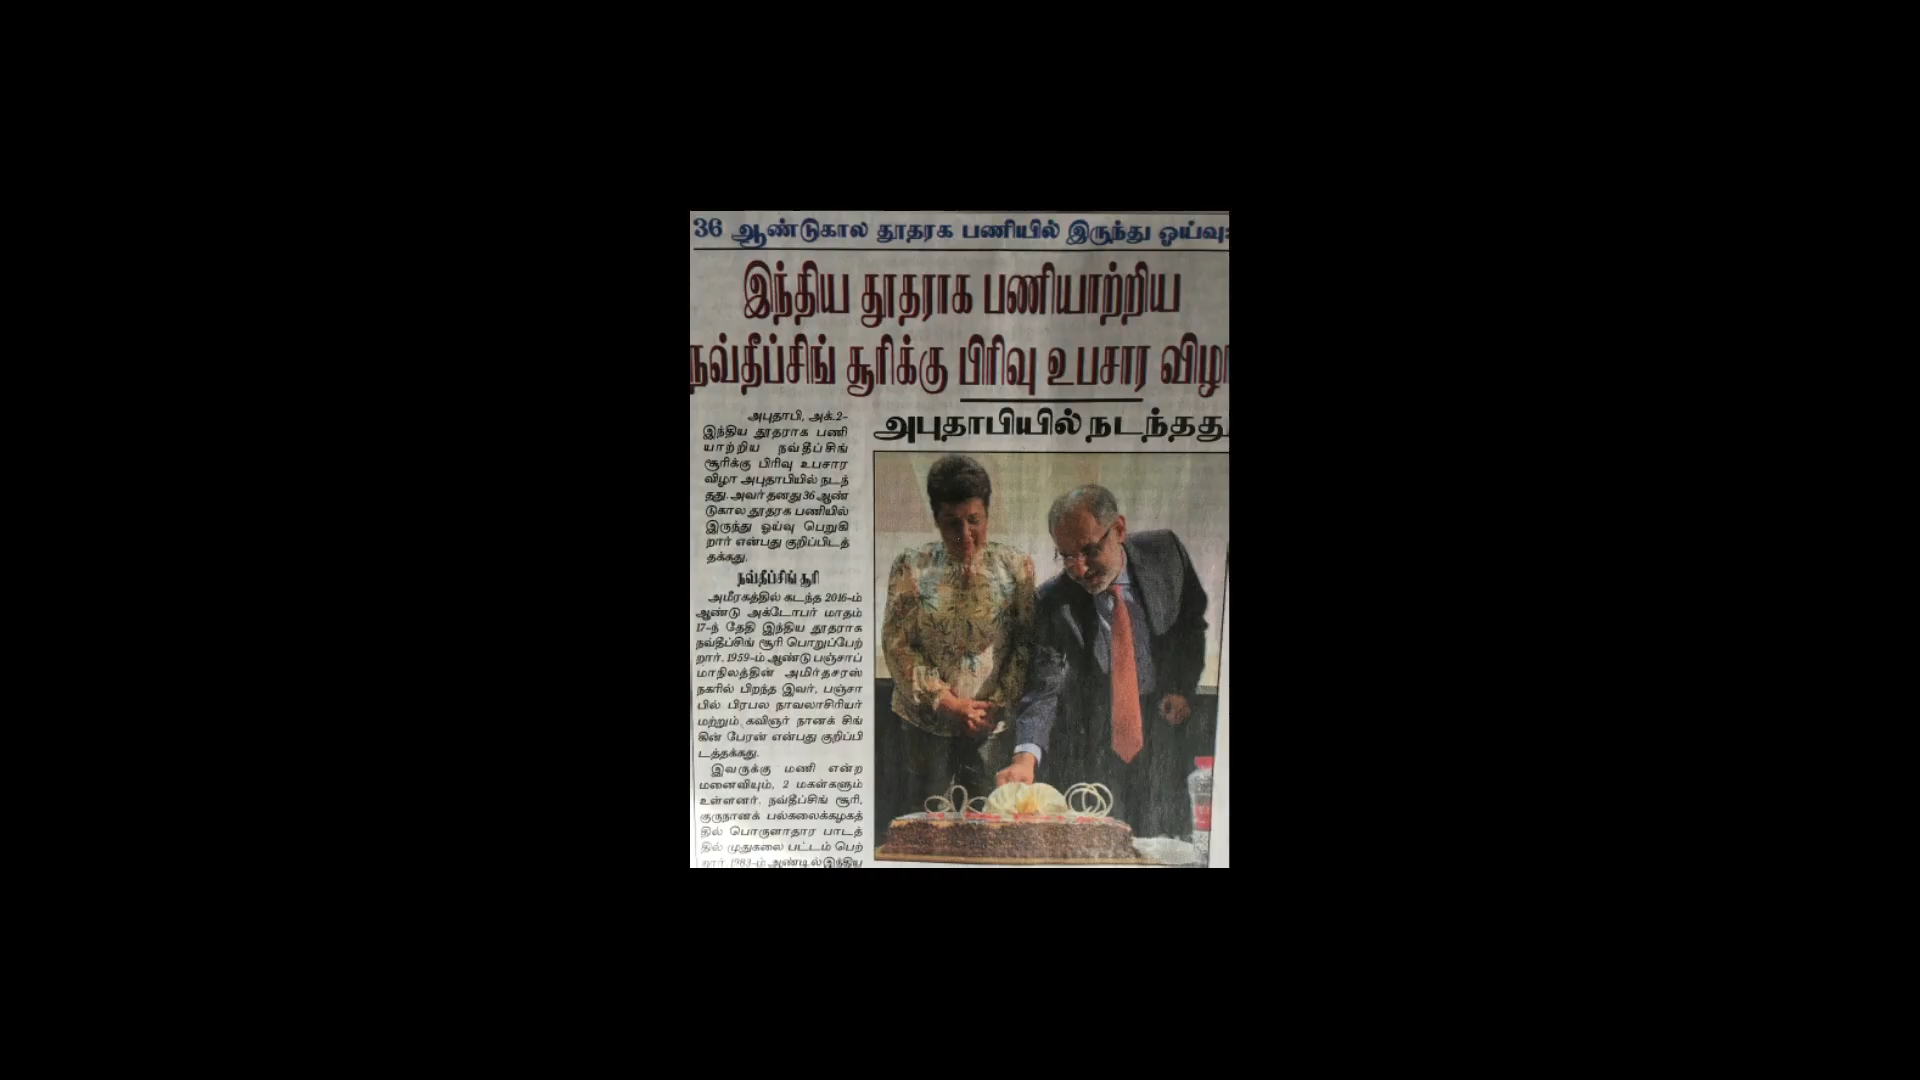 36 ஆண்டுகால தூதரக பணியில் இருந்து ஓய்வு:
இந்திய தூதராக பணியாற்றிய
நவ்தீப்சிங் சூரிக்கு பிரிவு உபசார விழா
அபுதாபியில் நடந்தது
அபுதாபி, அக்.2-
இந்திய தூதராக பணி
யாற்றிய நவ்தீப்சிங்
சூரிக்கு பிரிவு உபசார
விழா அபுதாபியில் நடந்
தது. அவர் தனது 36 ஆண்
டுகால தூதரக பணியில்
இருந்து ஓய்வு பெறுகி
றார் என்பது குறிப்பிடத்
தக்கது.
நவ்தீப்சிங் சூரி
அமீரகத்தில் கடந்த 2016-ம்
ஆண்டு அக்டோபர் மாதம்
17-ந் தேதி இந்திய தூதராக
நவ்தீப்சிங் சூரி பொறுப்பேற்
றார். 1959-ம் ஆண்டு பஞ்சாப்
மாநிலத்தின் அமிர்தசரஸ்
நகரில் பிறந்த இவர், பஞ்சா
பில் பிரபல நாவலாசிரியர்
மற்றும் கவிஞர் நானக் சிங்
கின் பேரன் என்பது குறிப்பி
டத்தக்கது.
இவருக்கு மணி என்ற
மனைவியும், 2 மகள்களும்
உள்ளனர். நவ்தீப்சிங் சூரி,
குருநானக் பல்கலைக்கழகத்
தில் பொருளாதார பாடத்
தில் முதுகலை பட்டம் பெற்
றார். 1983-ம் ஆண்டில் இந்திய